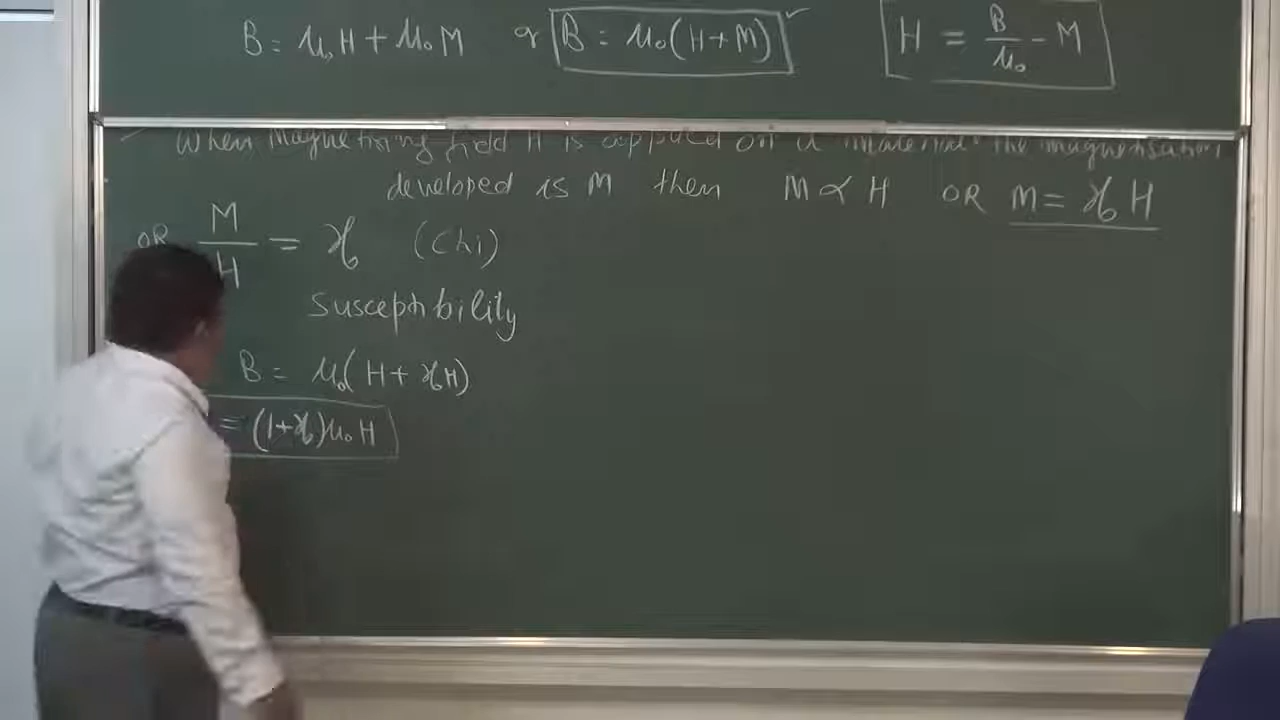 B = μ₀H + μ₀M or B = μ₀(H+M) ✓ H = B/μ₀ - M
When Magnetising field H is applied on a material the magnetisation
developed is M then M ∝ H OR M = χ H
OR M/H = χ (Chi)
Susceptibility
B = μ₀(H + χH)
= (1+χ)μ₀H